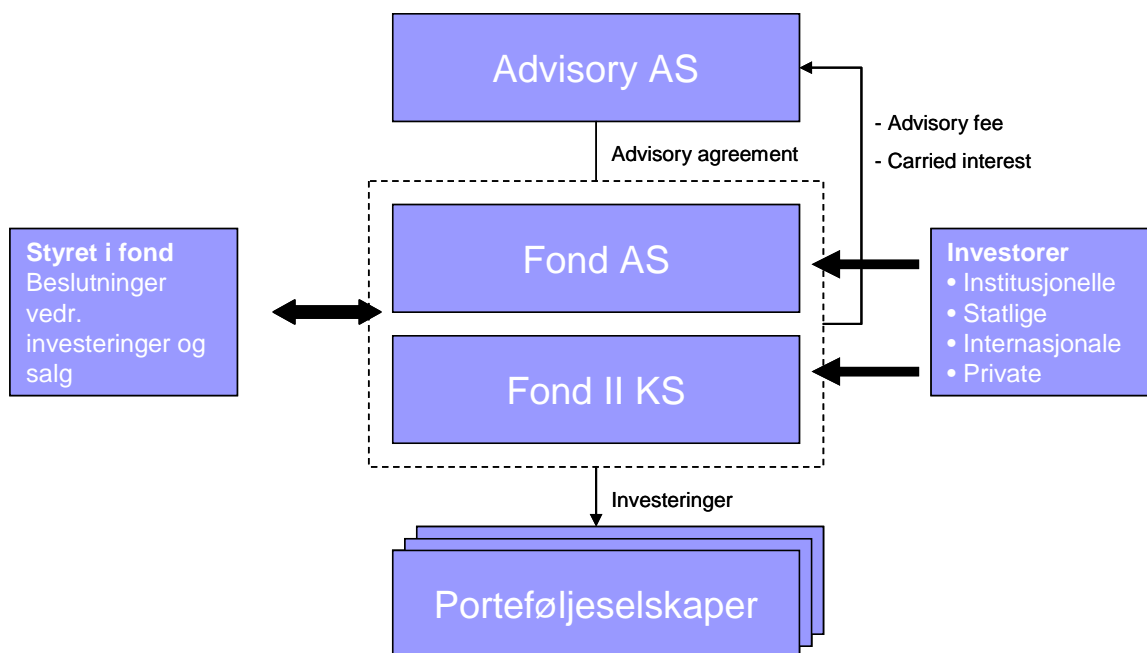 Advisory AS
- Advisory fee
- Carried interest
Advisory agreement
Styret i fond
Beslutninger
vedr.
investeringer og
salg
Fond AS
Fond II KS
Investorer
• Institusjonelle
• Statlige
• Internasjonale
• Private
Investeringer
Porteføljeselskaper